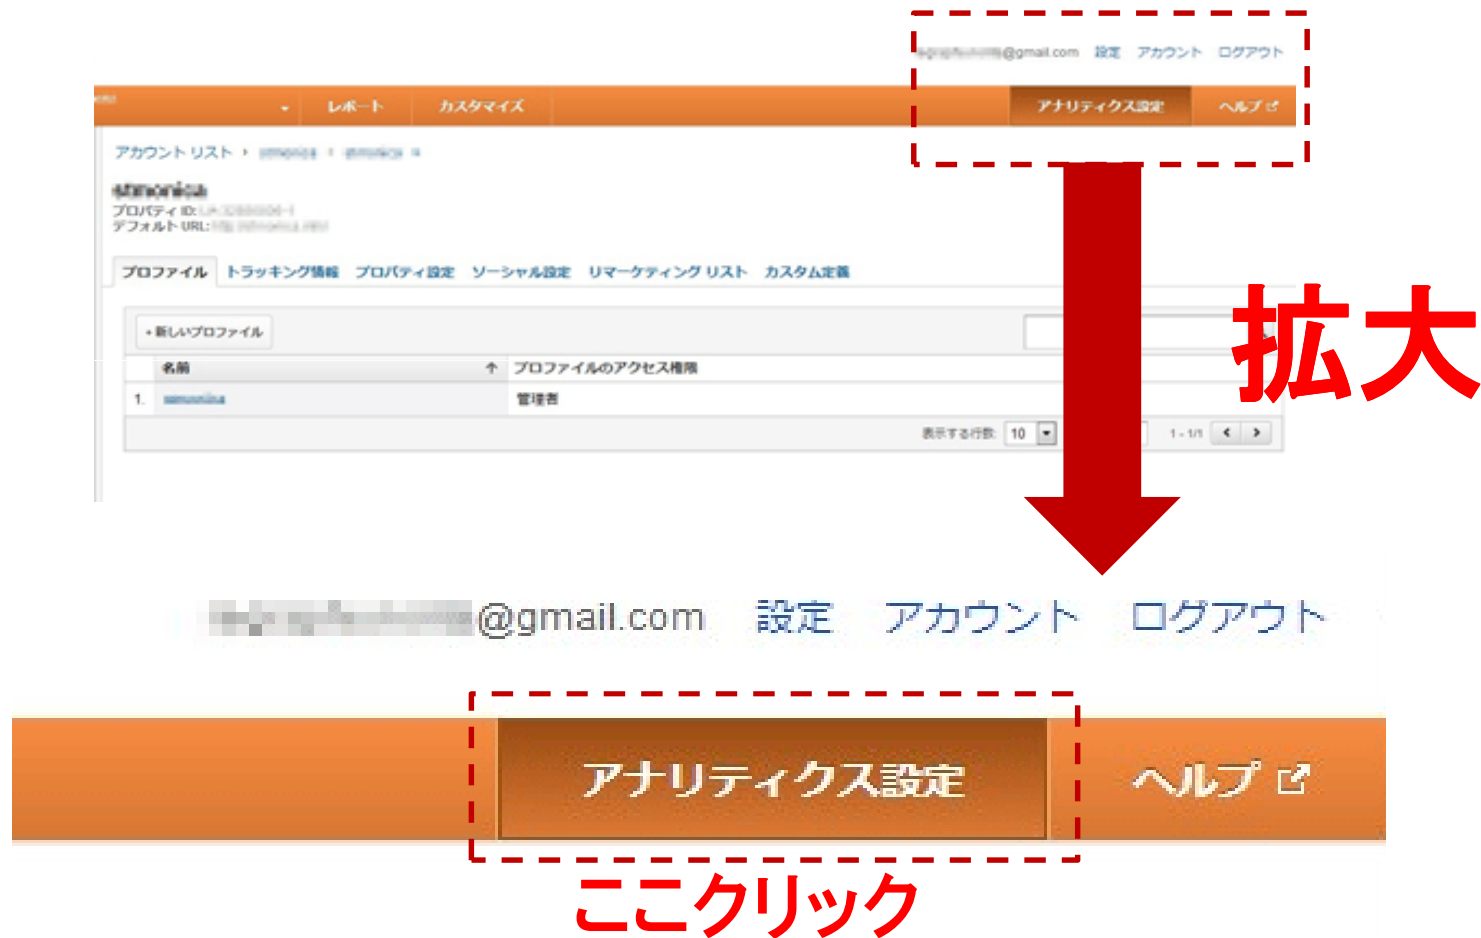 @gmail.com 設定 アカウント ログアウト
レポート カスタマイズ アナリティクス設定 ヘルプ
アカウント リスト
stmonica
プロパティ ID:
デフォルト URL:
プロファイル トラッキング情報 プロパティ設定 ソーシャル設定 リマーケティング リスト カスタム定義
+新しいプロファイル
名前 ↑ プロファイルのアクセス権限
1. 管理者
表示する行数: 10 1 - 1/1
拡大
@gmail.com 設定 アカウント ログアウト
アナリティクス設定 ヘルプ
ここクリック